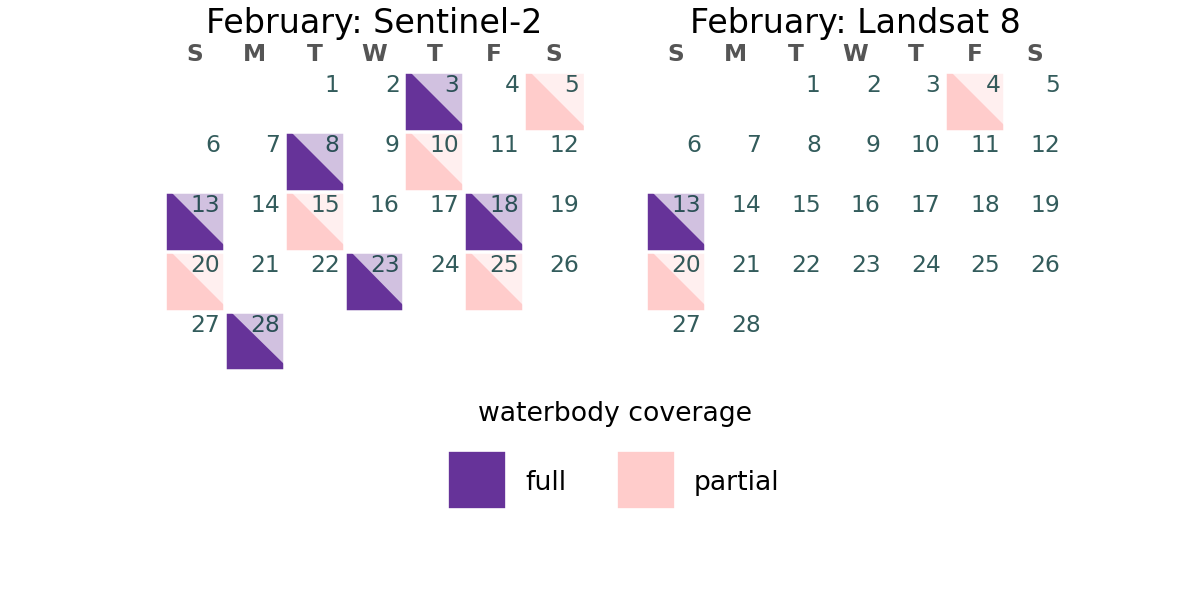 February: Sentinel-2
S M T W T F S
1 2 3 4 5
6 7 8 9 10 11 12
13 14 15 16 17 18 19
20 21 22 23 24 25 26
27 28
February: Landsat 8
S M T W T F S
1 2 3 4 5
6 7 8 9 10 11 12
13 14 15 16 17 18 19
20 21 22 23 24 25 26
27 28
waterbody coverage
full partial